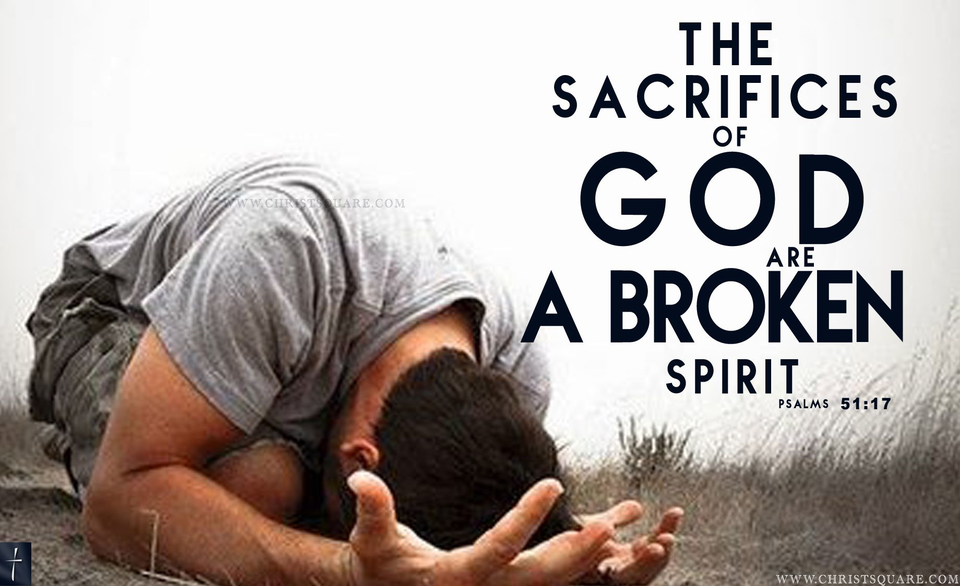 THE
SACRIFICES
OF
GOD
ARE
A BROKEN
SPIRIT
PSALMS 51:17
WWW.CHRISTSQUARE.COM
WWW.CHRISTSQUARE.COM